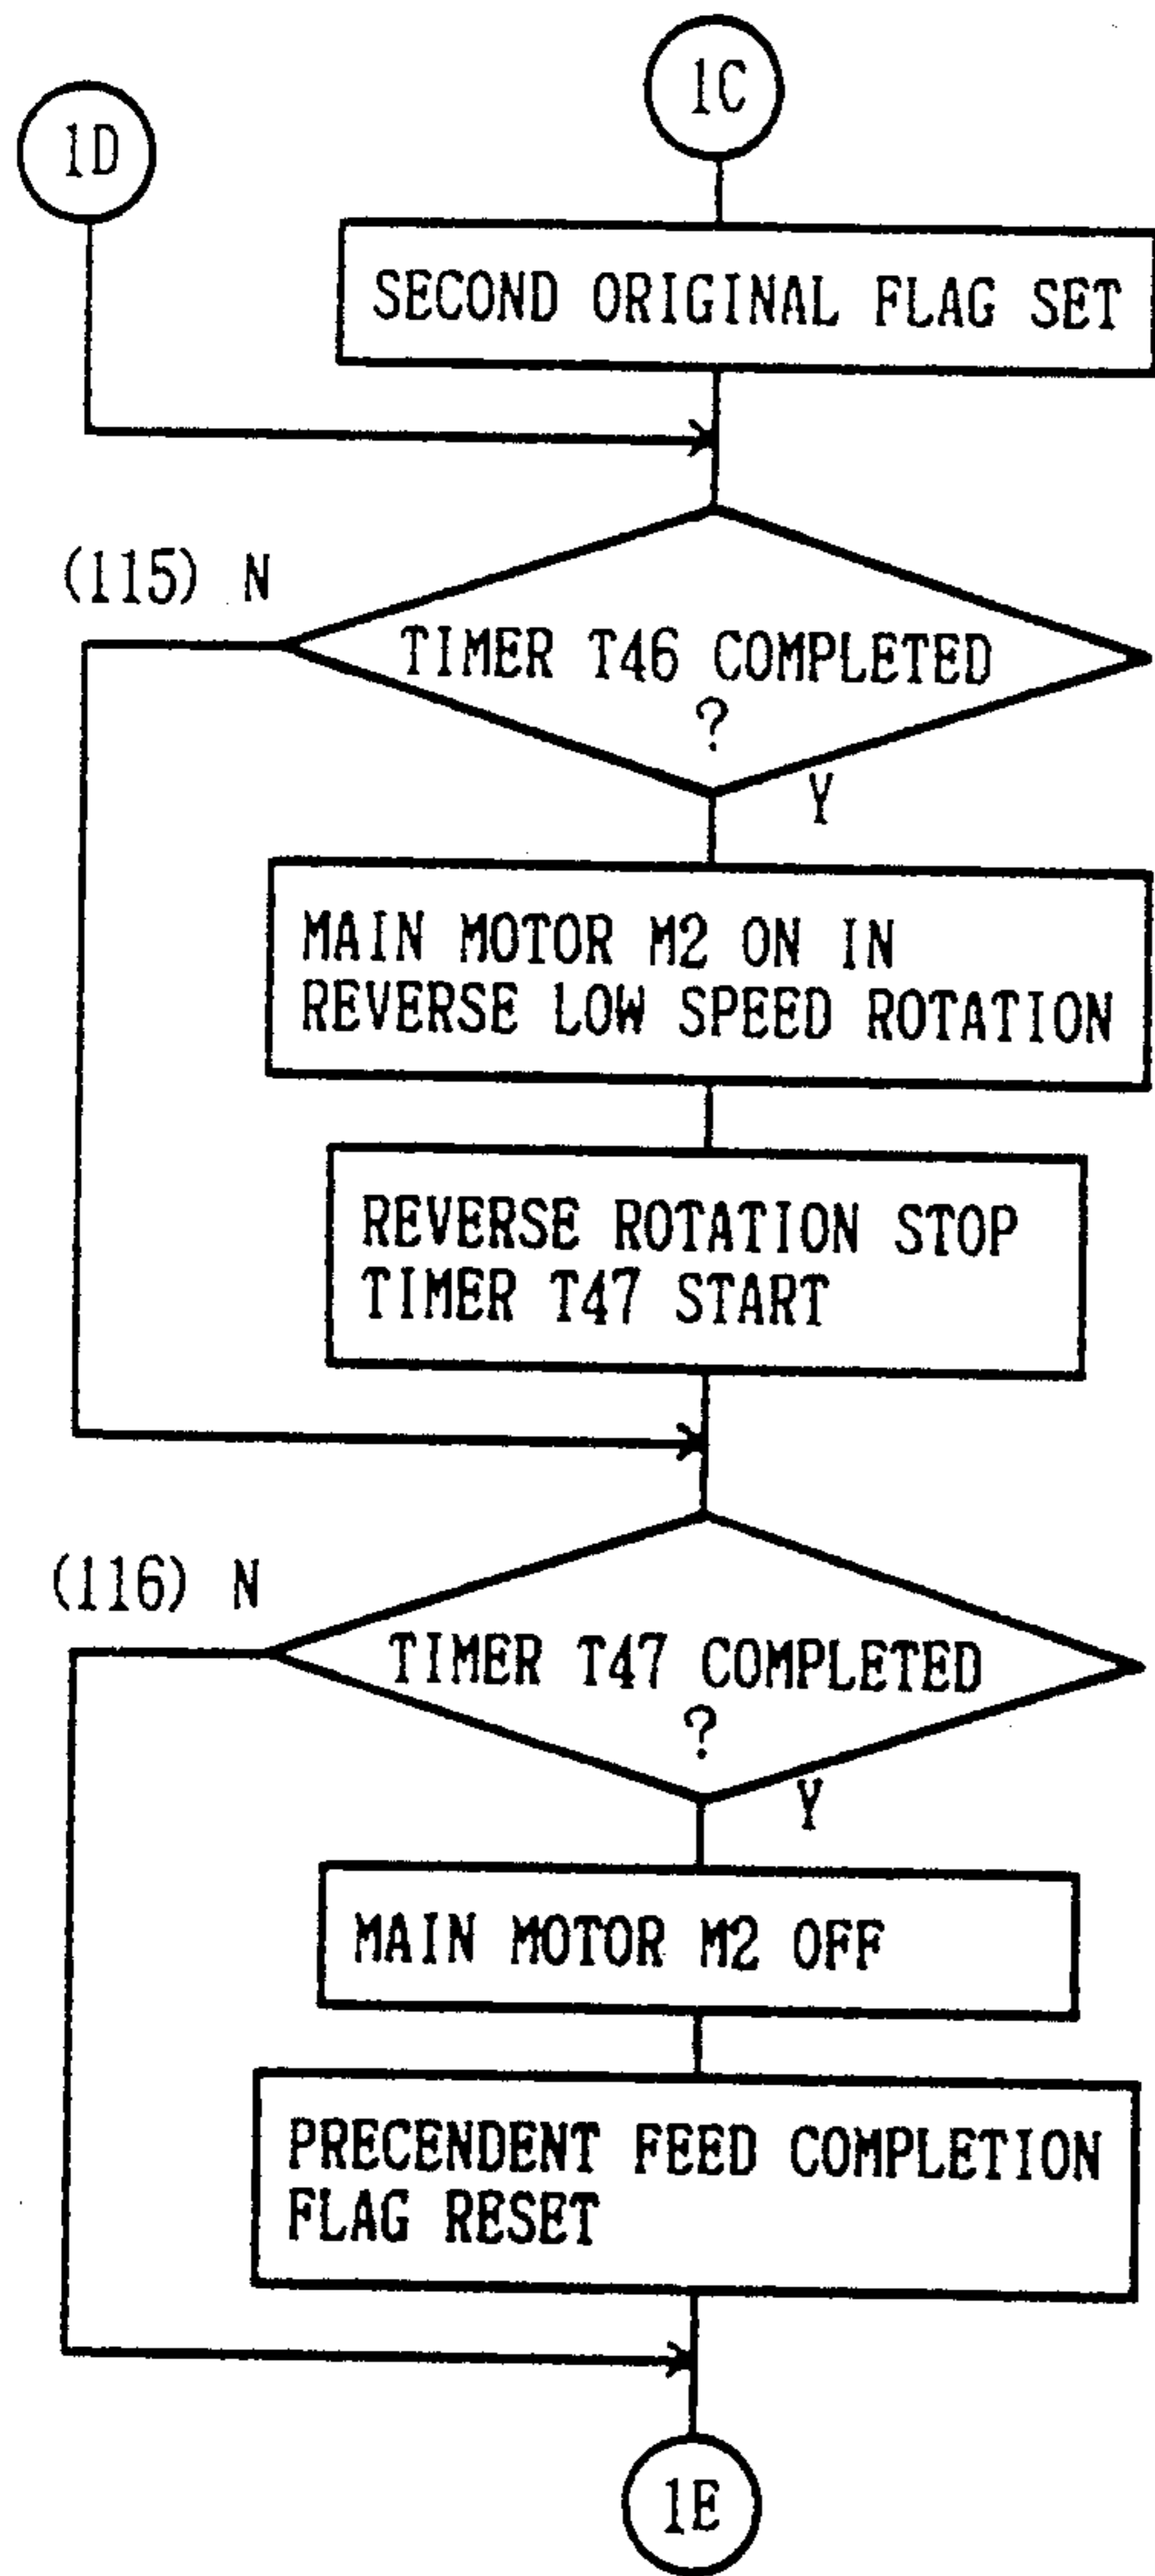 1C
1D
SECOND ORIGINAL FLAG SET
(115) N
TIMER T46 COMPLETED
?
Y
MAIN MOTOR M2 ON IN
REVERSE LOW SPEED ROTATION
REVERSE ROTATION STOP
TIMER T47 START
(116) N
TIMER T47 COMPLETED
?
Y
MAIN MOTOR M2 OFF
PRECENDENT FEED COMPLETION
FLAG RESET
1E